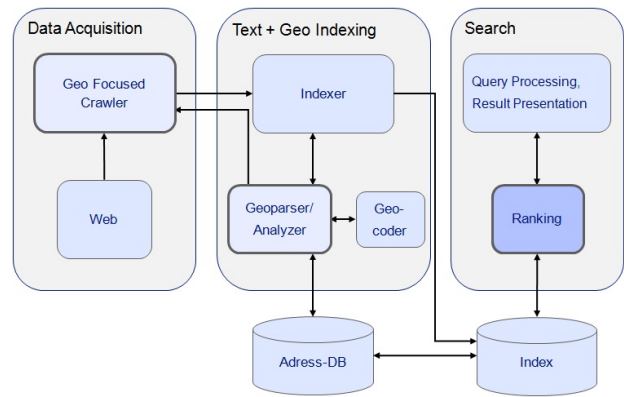 Data Acquisition
Text + Geo Indexing
Search
Geo Focused
Crawler
Indexer
Query Processing,
Result Presentation
Web
Geoparser/
Analyzer
Geo-
coder
Ranking
Adress-DB
Index